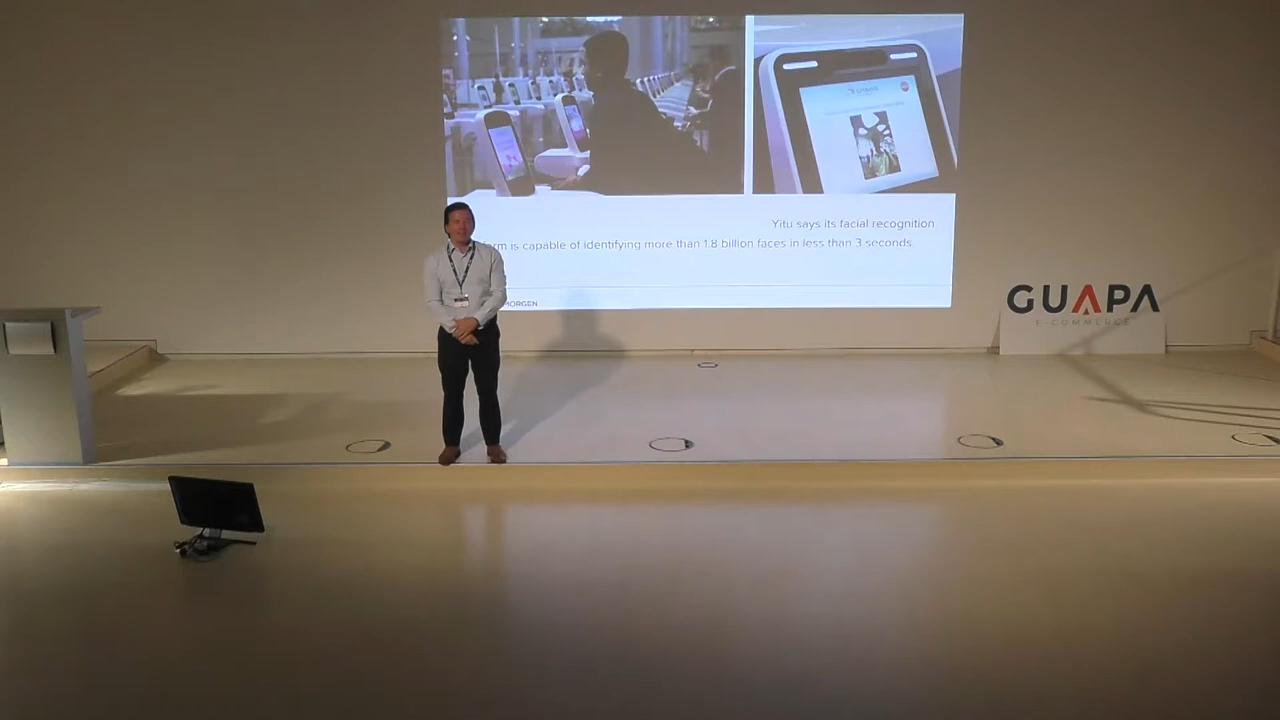 Yitu says its facial recognition
is capable of identifying more than 1.8 billion faces in less than 3 seconds.
MORGEN
GUAPA
E-COMMERCE